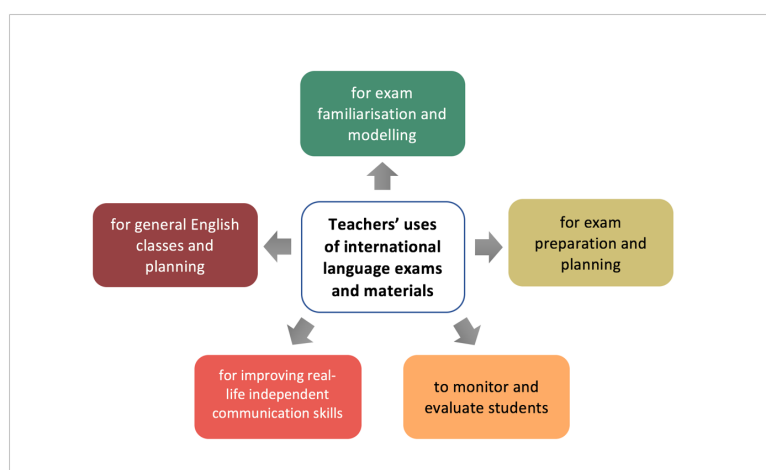 for exam
familiarisation and
modelling
for general English
classes and
planning
Teachers’ uses
of international
language exams
and materials
for exam
preparation and
planning
for improving real-
life independent
communication skills
to monitor and
evaluate students